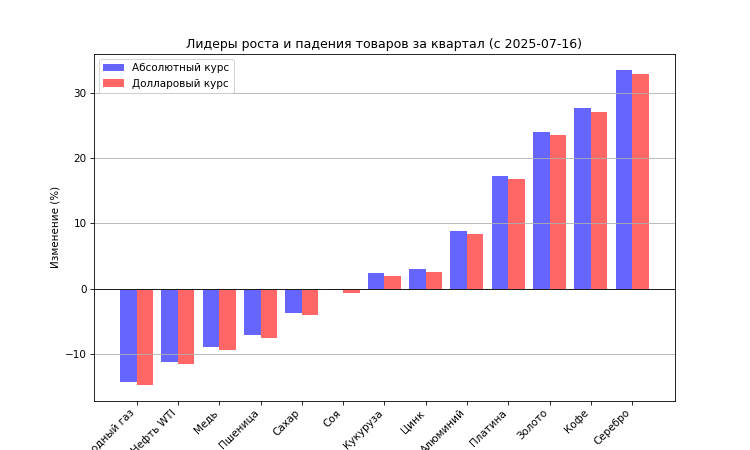 Лидеры роста и падения товаров за квартал (с 2025-07-16)
Абсолютный курс
Долларовый курс
Изменение (%)
30
20
10
0
−10
газ
Нефть WTI
Медь
Пшеница
Сахар
Соя
Кукуруза
Цинк
Алюминий
Платина
Золото
Кофе
Серебро